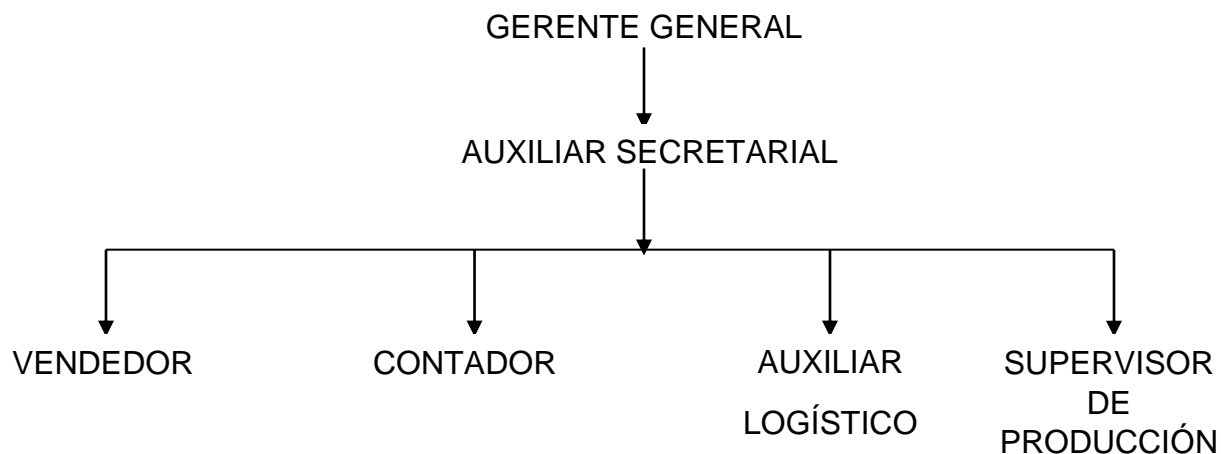 GERENTE GENERAL
AUXILIAR SECRETARIAL
VENDEDOR
CONTADOR
AUXILIAR
LOGÍSTICO
SUPERVISOR
DE
PRODUCCIÓN